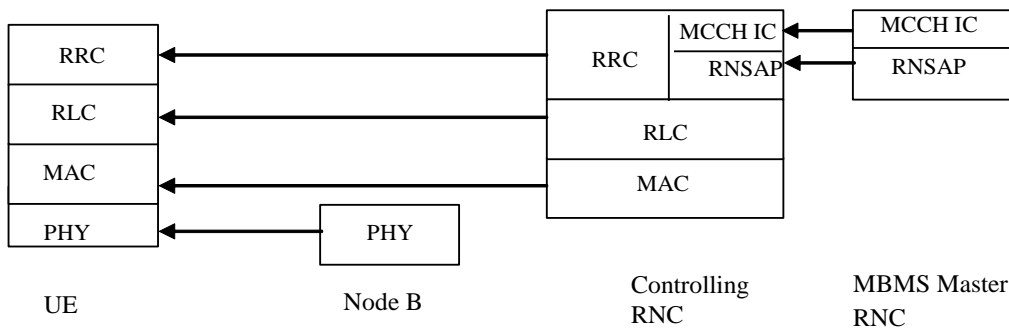 RRC
RLC
MAC
PHY
UE
PHY
Node B
RRC
MCCH IC
RNSAP
RLC
MAC
Controlling
RNC
MCCH IC
RNSAP
MBMS Master
RNC